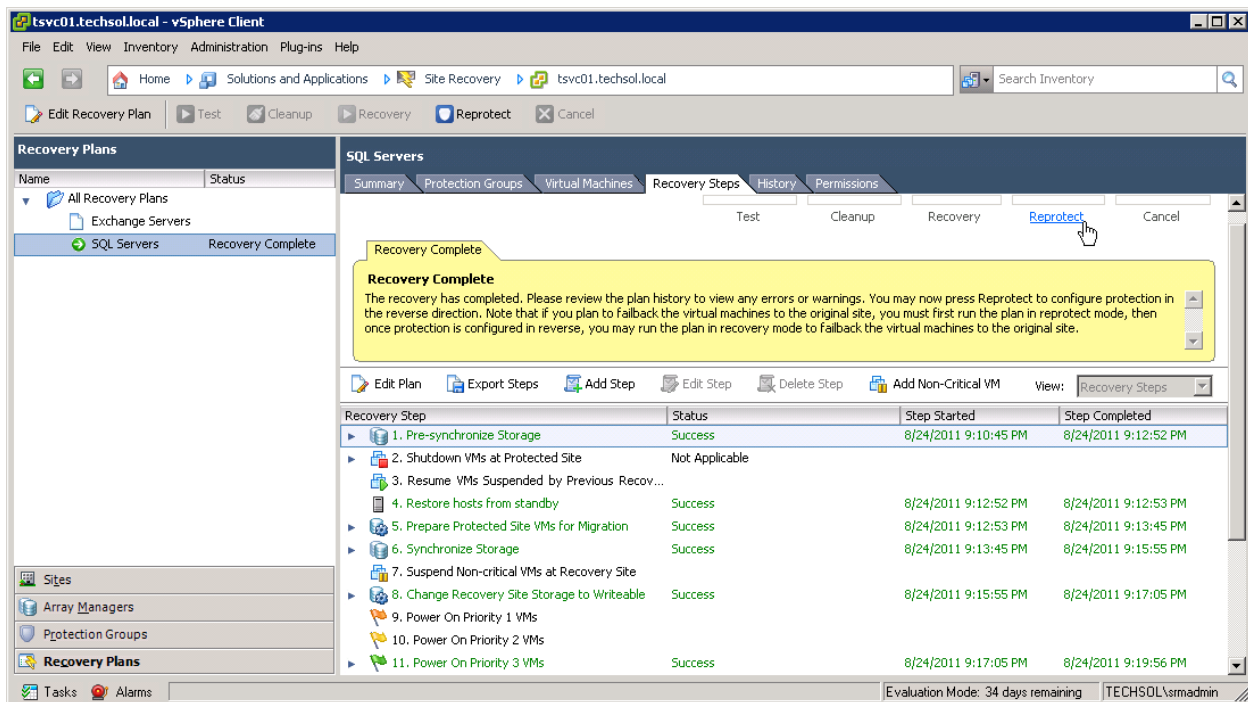 tsvc01.techsol.local - vSphere Client
File Edit View Inventory Administration Plug-ins Help
Home Solutions and Applications Site Recovery tsvc01.techsol.local Search Inventory
Edit Recovery Plan Test Cleanup Recovery Reprotect Cancel
Recovery Plans
Name Status
All Recovery Plans
Exchange Servers
SQL Servers Recovery Complete
Sites
Array Managers
Protection Groups
Recovery Plans
SQL Servers
Summary Protection Groups Virtual Machines Recovery Steps History Permissions
Test Cleanup Recovery Reprotect Cancel
Recovery Complete
Recovery Complete
The recovery has completed. Please review the plan history to view any errors or warnings. You may now press Reprotect to configure protection in
the reverse direction. Note that if you plan to failback the virtual machines to the original site, you must first run the plan in reprotect mode, then
once protection is configured in reverse, you may run the plan in recovery mode to failback the virtual machines to the original site.
Edit Plan Export Steps Add Step Edit Step Delete Step Add Non-Critical VM View: Recovery Steps
Recovery Step Status Step Started Step Completed
1. Pre-synchronize Storage Success 8/24/2011 9:10:45 PM 8/24/2011 9:12:52 PM
2. Shutdown VMs at Protected Site Not Applicable
3. Resume VMs Suspended by Previous Recov...
4. Restore hosts from standby Success 8/24/2011 9:12:52 PM 8/24/2011 9:12:53 PM
5. Prepare Protected Site VMs for Migration Success 8/24/2011 9:12:53 PM 8/24/2011 9:13:45 PM
6. Synchronize Storage Success 8/24/2011 9:13:45 PM 8/24/2011 9:15:55 PM
7. Suspend Non-critical VMs at Recovery Site
8. Change Recovery Site Storage to Writeable Success 8/24/2011 9:15:55 PM 8/24/2011 9:17:05 PM
9. Power On Priority 1 VMs
10. Power On Priority 2 VMs
11. Power On Priority 3 VMs Success 8/24/2011 9:17:05 PM 8/24/2011 9:19:56 PM
Tasks Alarms Evaluation Mode: 34 days remaining TECHSOL\srmadmin